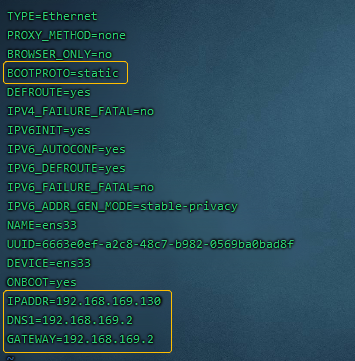 TYPE=Ethernet
PROXY_METHOD=none
BROWSER_ONLY=no
BOOTPROTO=static
DEFROUTE=yes
IPV4_FAILURE_FATAL=no
IPV6INIT=yes
IPV6_AUTOCONF=yes
IPV6_DEFROUTE=yes
IPV6_FAILURE_FATAL=no
IPV6_ADDR_GEN_MODE=stable-privacy
NAME=ens33
UUID=6663e0ef-a2c8-48c7-b982-0569ba0bad8f
DEVICE=ens33
ONBOOT=yes
IPADDR=192.168.169.130
DNS1=192.168.169.2
GATEWAY=192.168.169.2
~